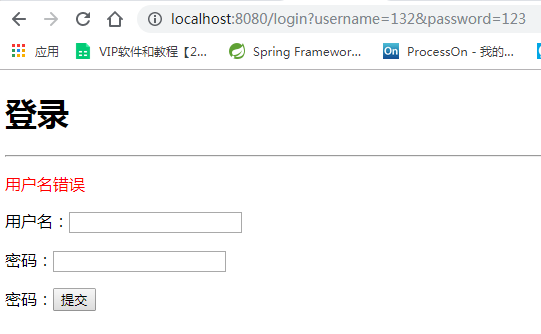 localhost:8080/login?username=132&password=123
应用 VIP软件和教程【2... Spring Framewor... On ProcessOn - 我的...
登录
用户名错误
用户名：
密码：
密码：提交